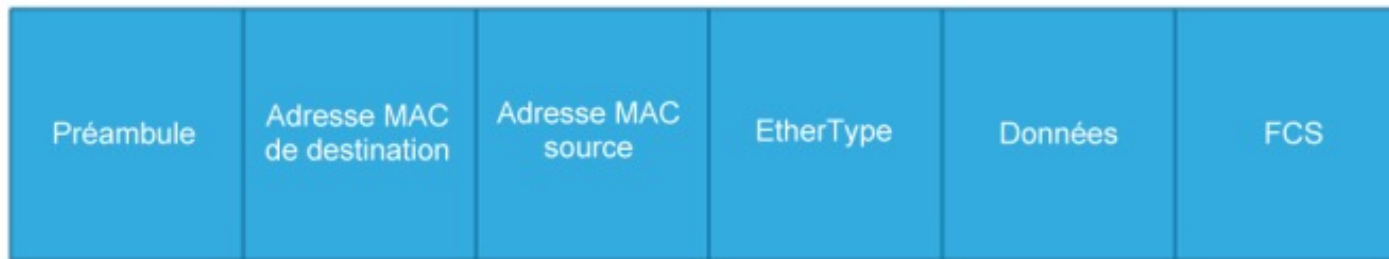 Préambule
Adresse MAC
de destination
Adresse MAC
source
EtherType
Données
FCS